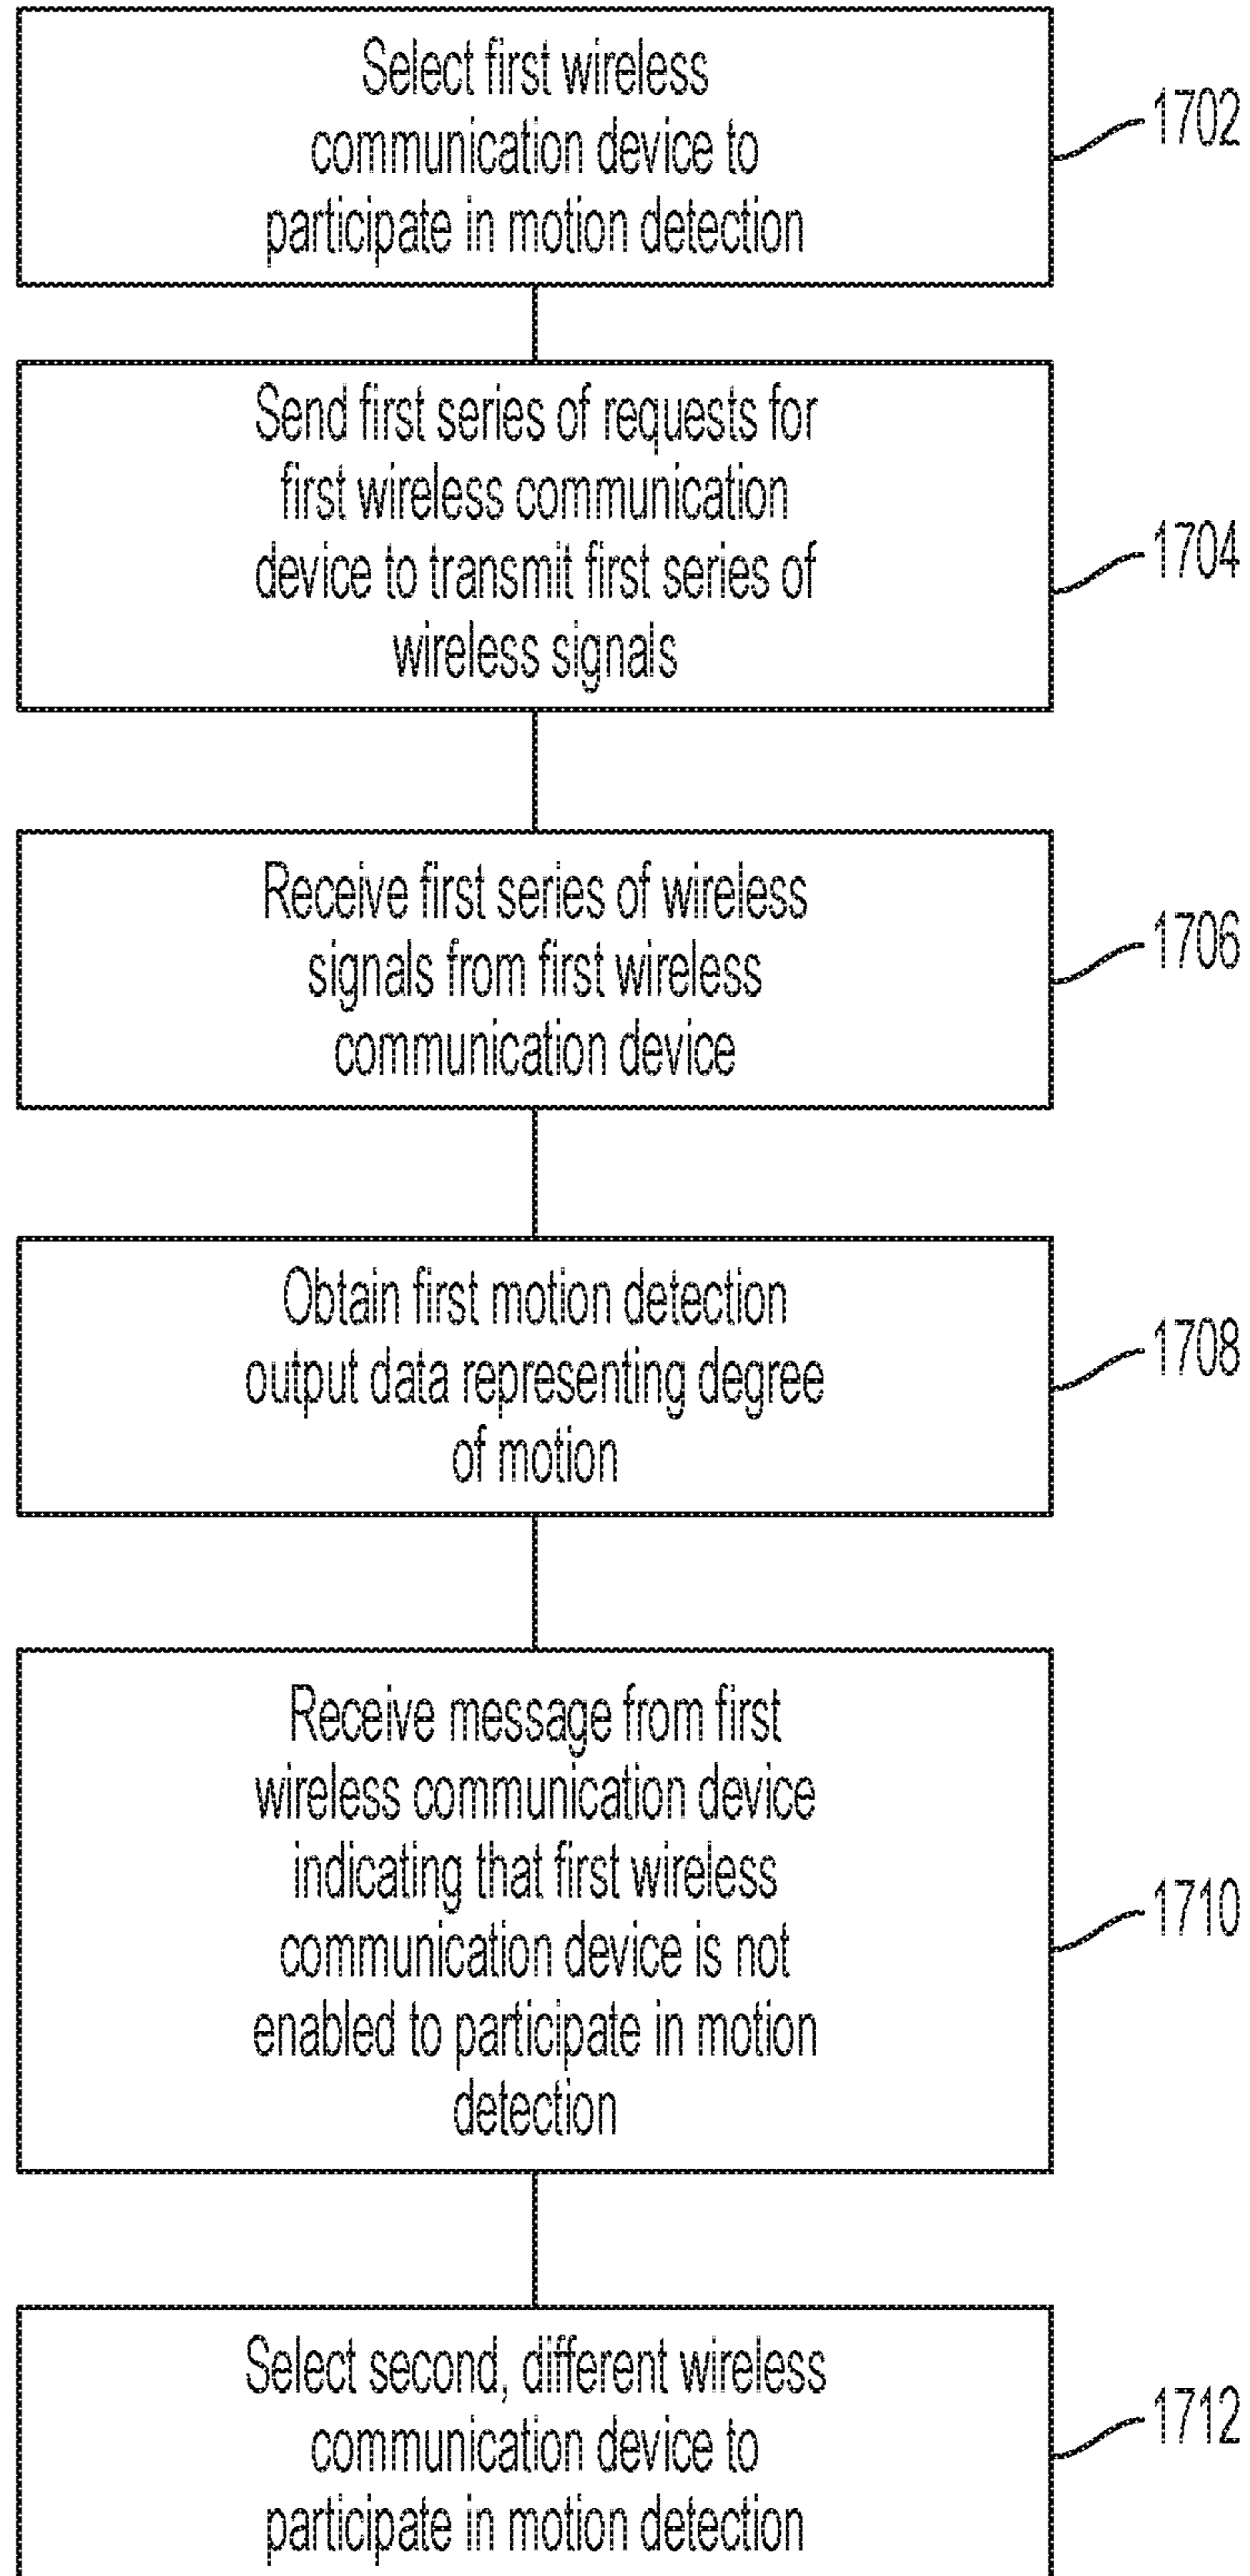 Select first wireless
communication device to
participate in motion detection
1702
Send first series of requests for
first wireless communication
device to transmit first series of
wireless signals
1704
Receive first series of wireless
signals from first wireless
communication device
1706
Obtain first motion detection
output data representing degree
of motion
1708
Receive message from first
wireless communication device
indicating that first wireless
communication device is not
enabled to participate in motion
detection
1710
Select second, different wireless
communication device to
participate in motion detection
1712